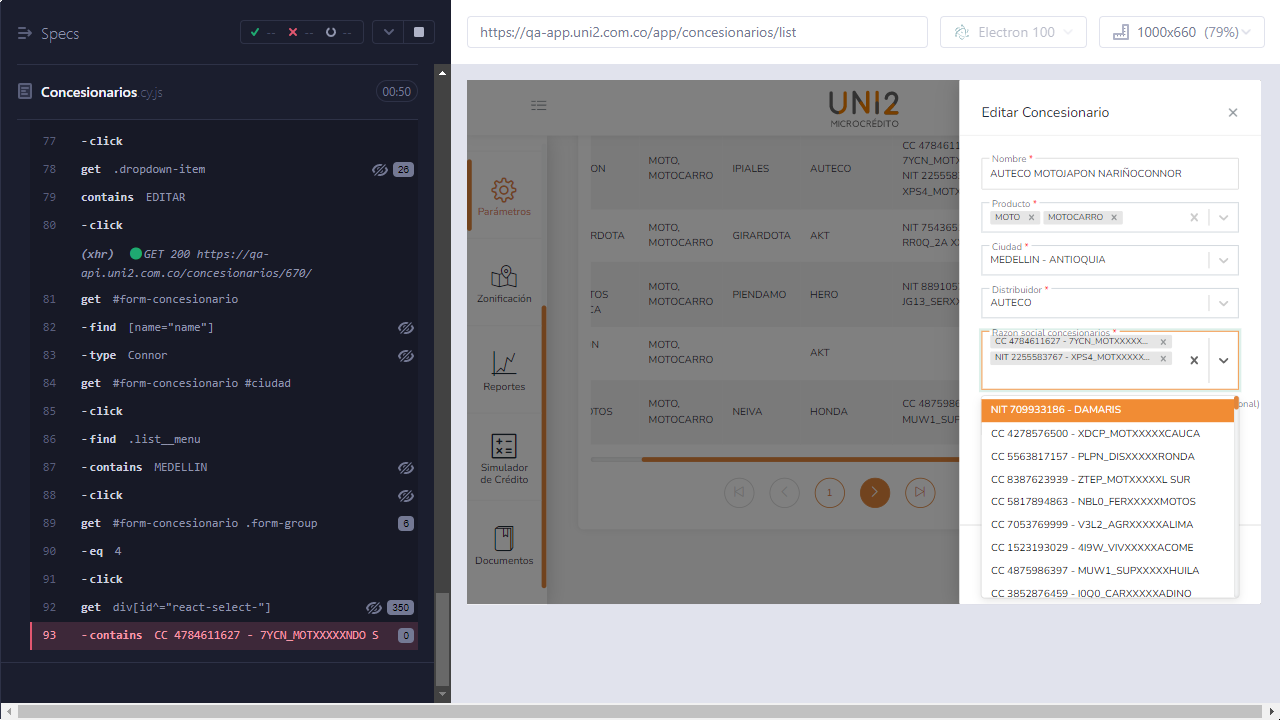 Specs
-- -- --
Concesionarios cy.js
00:50
77 - click
78 get .dropdown-item 26
79 contains EDITAR
80 - click
(xhr) GET 200 https://qa-
api.uni2.com.co/concesionarios/670/
81 get #form-concesionario
82 - find [name="name"]
83 - type Connor
84 get #form-concesionario #ciudad
85 - click
86 - find .list__menu
87 - contains MEDELLIN
88 - click
89 get #form-concesionario .form-group 6
90 - eq 4
91 - click
92 get div[id^="react-select-"] 350
93 - contains CC 4784611627 - 7YCN_MOTXXXXXNDO S 0
https://qa-app.uni2.com.co/app/concesionarios/list
Electron 100
1000x660 (79%)
UNI2
MICROCRÉDITO
Parámetros
Zonificación
Reportes
Simulador
de Crédito
Documentos
CC 4784611
ON MOTO, MOTOCARRO IPIALES AUTECO 7YCN_MOTX
NIT 2255583
XPS4_MOTX
RDOTA MOTO, MOTOCARRO GIRARDOTA AKT NIT 754365
RR0Q_2A XX
TOS MOTO, MOTOCARRO PIENDAMO HERO NIT 8891057
CA JG13_SERXX
N MOTO, MOTOCARRO AKT
OTOS MOTO, MOTOCARRO NEIVA HONDA CC 4875986
MUW1_SUP
1
Editar Concesionario
Nombre *
AUTECO MOTOJAPON NARIÑOCONNOR
Producto *
MOTO MOTOCARRO
Ciudad *
MEDELLIN - ANTIOQUIA
Distribuidor *
AUTECO
Razon social concesionarios *
CC 4784611627 - 7YCN_MOTXXXXX...
NIT 2255583767 - XPS4_MOTXXXXX...
onal)
NIT 709933186 - DAMARIS
CC 4278576500 - XDCP_MOTXXXXXCAUCA
CC 5563817157 - PLPN_DISXXXXXRONDA
CC 8387623939 - ZTEP_MOTXXXXXL SUR
CC 5817894863 - NBL0_FERXXXXXMOTOS
CC 7053769999 - V3L2_AGRXXXXXALIMA
CC 1523193029 - 4I9W_VIVXXXXXACOME
CC 4875986397 - MUW1_SUPXXXXXHUILA
CC 3852876459 - I0Q0_CARXXXXXADINO